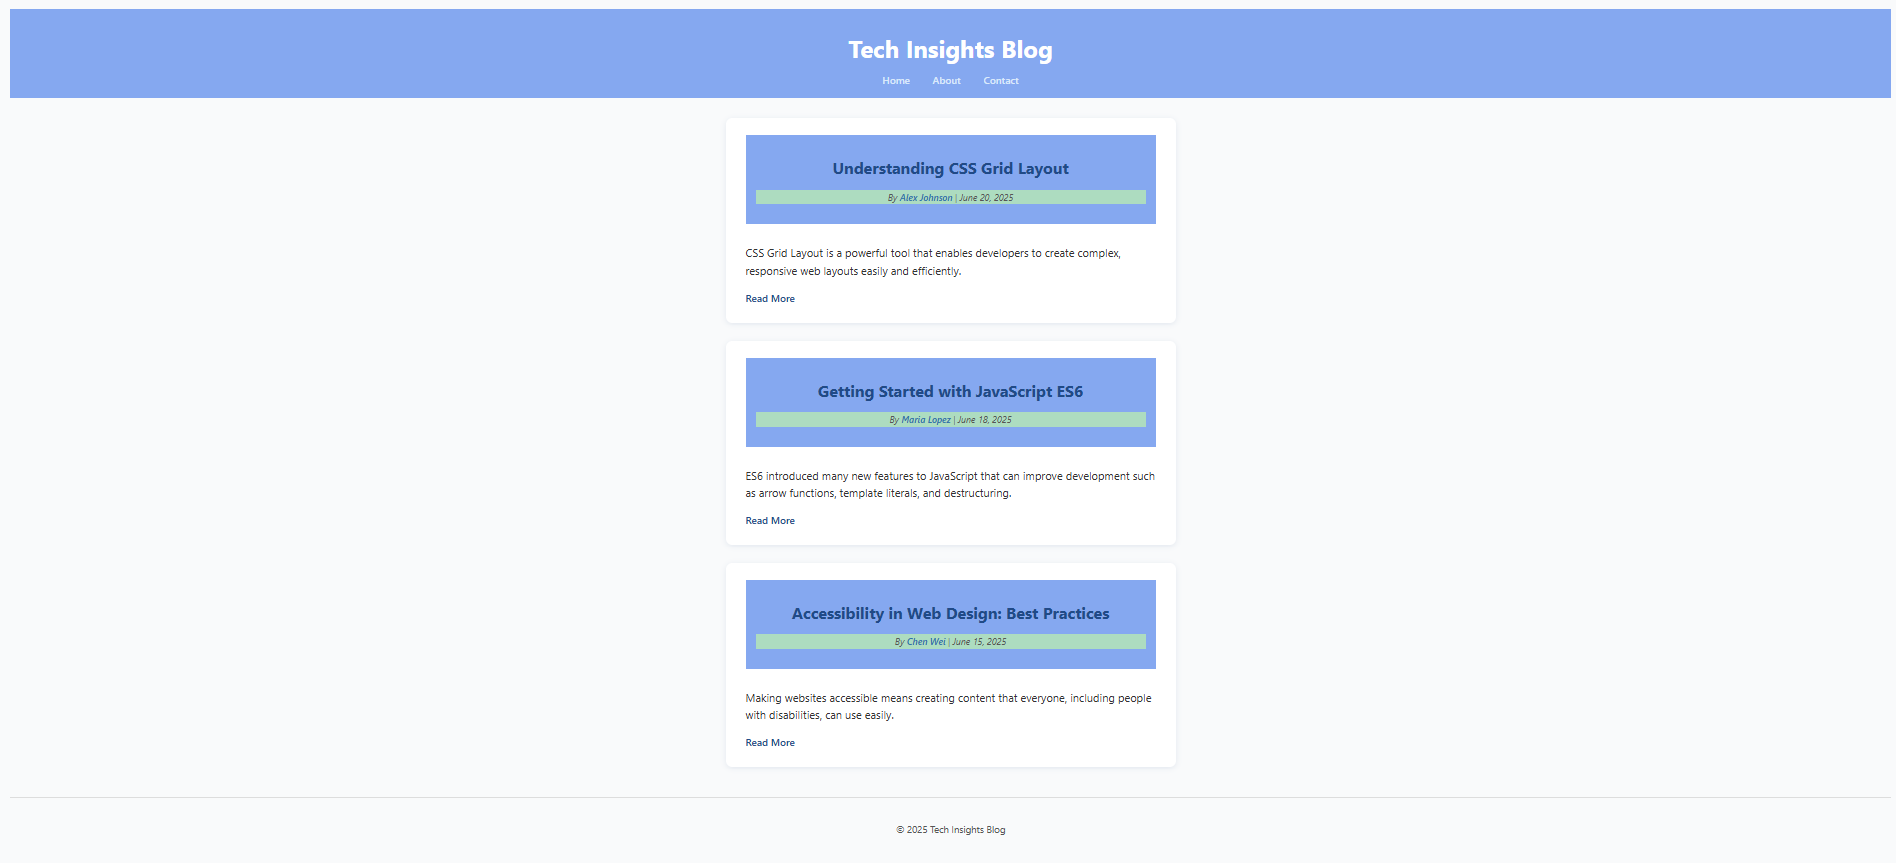 Tech Insights Blog
Home About Contact
Understanding CSS Grid Layout
By Alex Johnson | June 20, 2025
CSS Grid Layout is a powerful tool that enables developers to create complex,
responsive web layouts easily and efficiently.
Read More
Getting Started with JavaScript ES6
By Maria Lopez | June 18, 2025
ES6 introduced many new features to JavaScript that can improve development such
as arrow functions, template literals, and destructuring.
Read More
Accessibility in Web Design: Best Practices
By Chen Wei | June 15, 2025
Making websites accessible means creating content that everyone, including people
with disabilities, can use easily.
Read More
© 2025 Tech Insights Blog